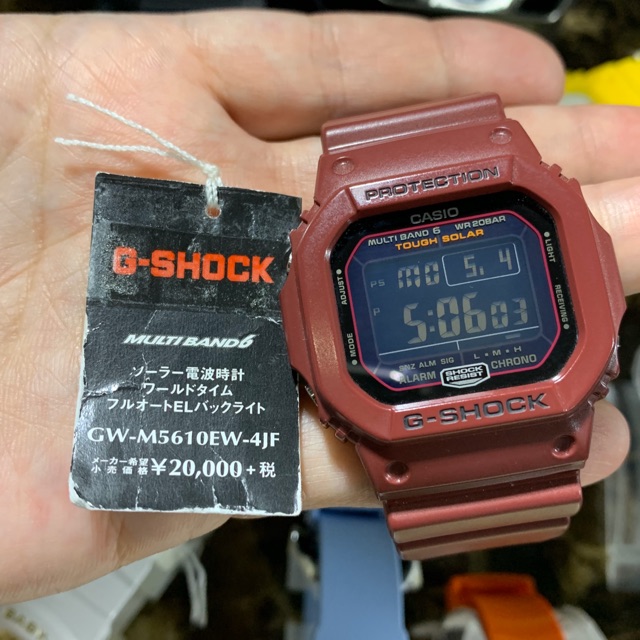 G-SHOCK
MULTI BAND 6
ソーラー電波時計
ワールドタイム
フルオートELバックライト
GW-M5610EW-4JF
メーカー希望
小売価格 ¥20,000+税
PROTECTION
CASIO
MULTI BAND 6 WR20BAR
TOUGH SOLAR
ADJUST
LIGHT
PS MO 5. 4
P 5:06 03
MODE
RECEIVING
SNZ ALM SIG L • M • H
ALARM SHOCK RESIST CHRONO
G-SHOCK